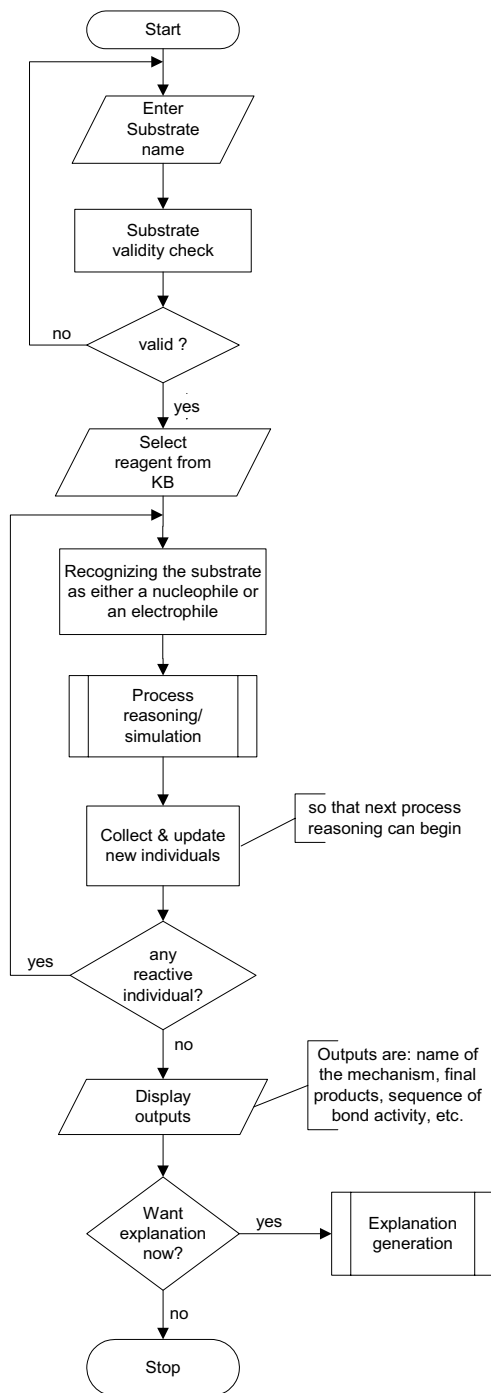 Start
Enter
Substrate
name
Substrate
validity check
no
valid ?
yes
Select
reagent from
KB
Recognizing the substrate
as either a nucleophile or
an electrophile
Process
reasoning/
simulation
so that next process
reasoning can begin
Collect & update
new individuals
yes
any
reactive
individual?
no
Outputs are: name of
the mechanism, final
products, sequence of
bond activity, etc.
Display
outputs
Want
explanation
now?
yes
Explanation
generation
no
Stop